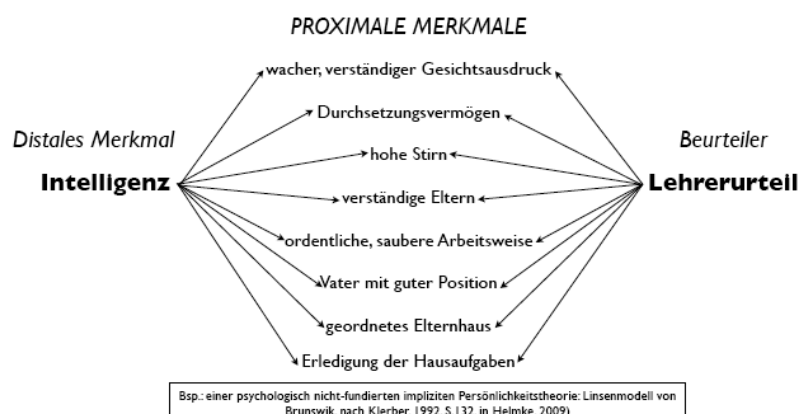 PROXIMALE MERKMALE
wacher, verständiger Gesichtsausdruck
Durchsetzungsvermögen
Distales Merkmal
Beurteiler
hohe Stirn
Intelligenz
Lehrerurteil
verständige Eltern
ordentliche, saubere Arbeitsweise
Vater mit guter Position
geordnetes Elternhaus
Erledigung der Hausaufgaben
Bsp.: einer psychologisch nicht-fundierten impliziten Persönlichkeitstheorie: Linsenmodell von
Brunswik nach Kleber 1992, S.132, in Helmke, 2009)